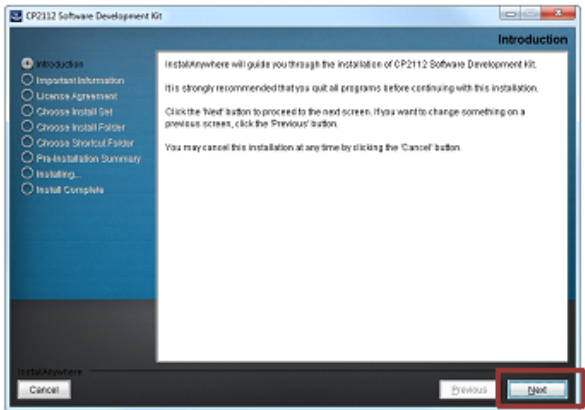 CP2112 Software Development Kit
Introduction
Introduction
Important Information
License Agreement
Choose Install Set
Choose Install Folder
Choose Shortcut Folder
Pre-Installation Summary
Installing...
Install Complete
InstallAnywhere will guide you through the installation of CP2112 Software Development Kit.
It is strongly recommended that you quit all programs before continuing with this installation.
Click the 'Next' button to proceed to the next screen. If you want to change something on a
previous screen, click the 'Previous' button.
You may cancel this installation at any time by clicking the 'Cancel' button.
InstallAnywhere
Cancel
Previous
Next